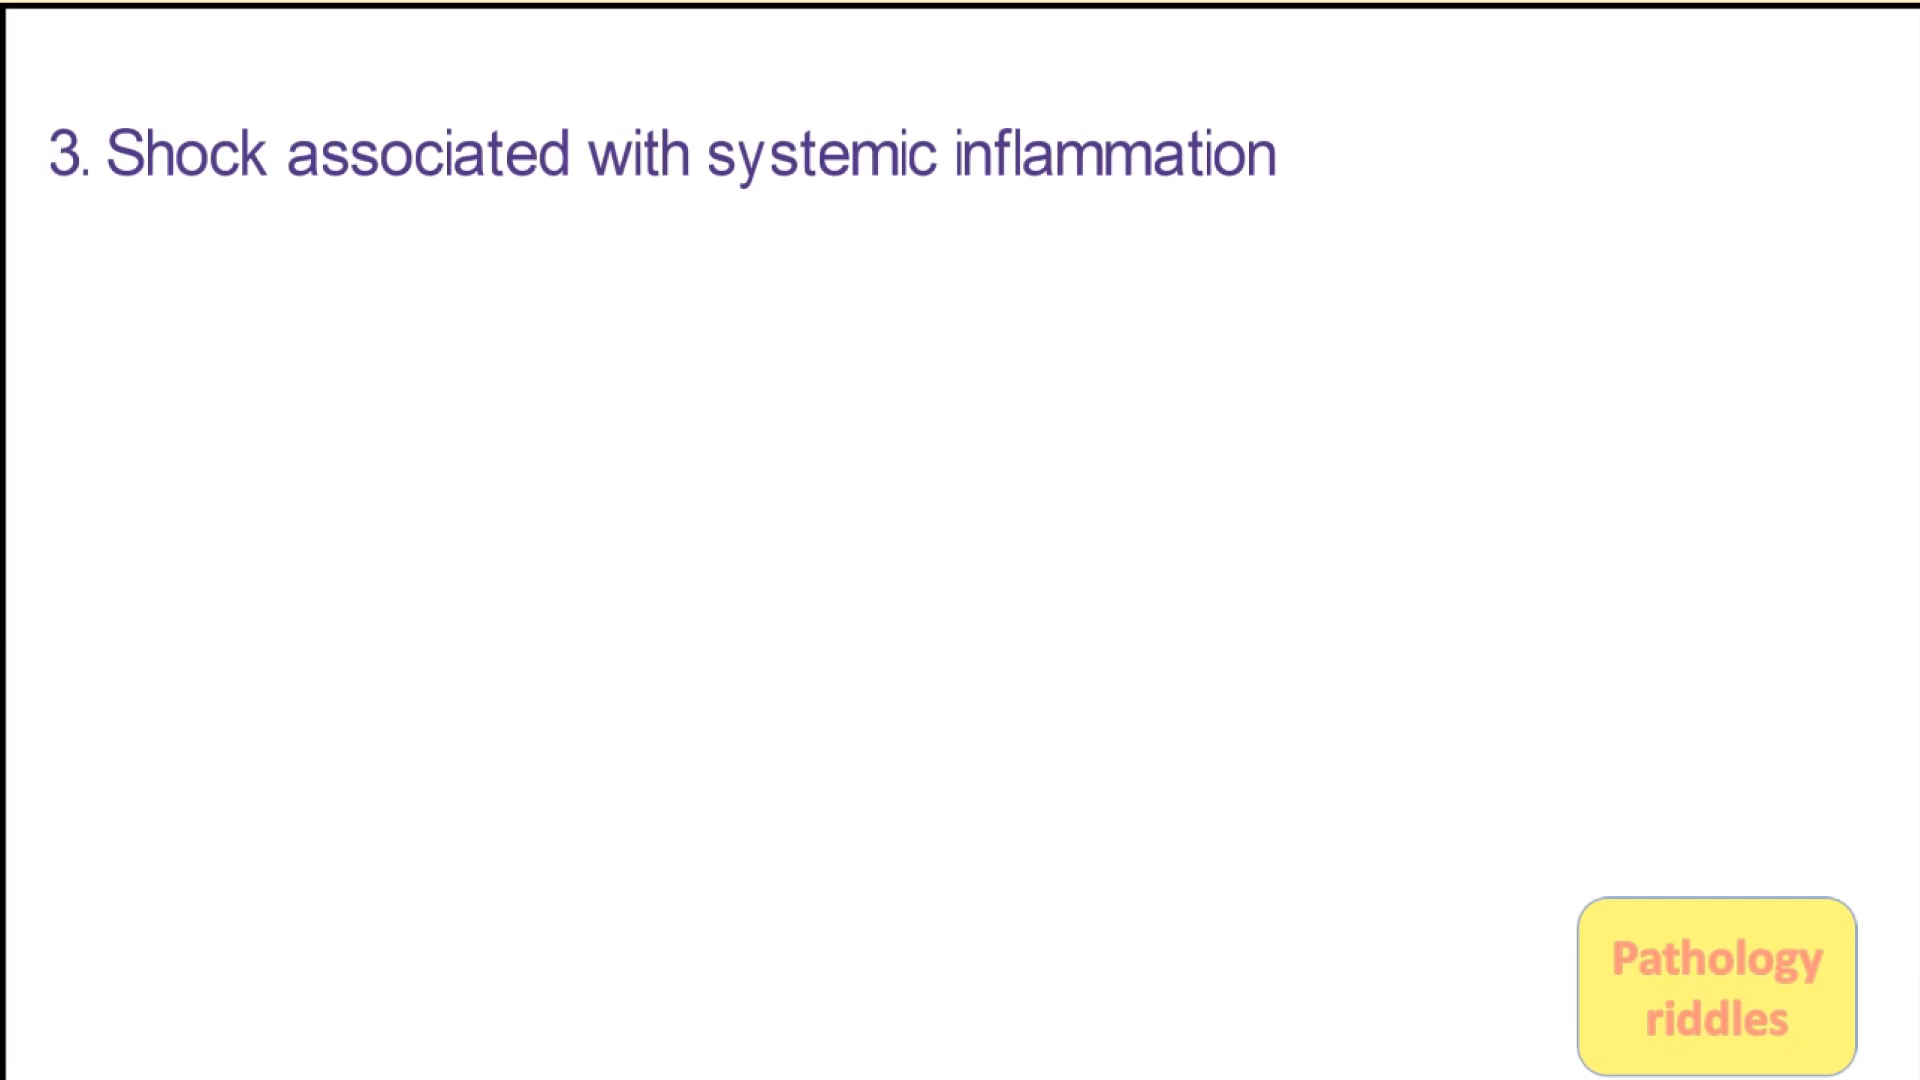 3. Shock associated with systemic inflammation
Pathology
riddles